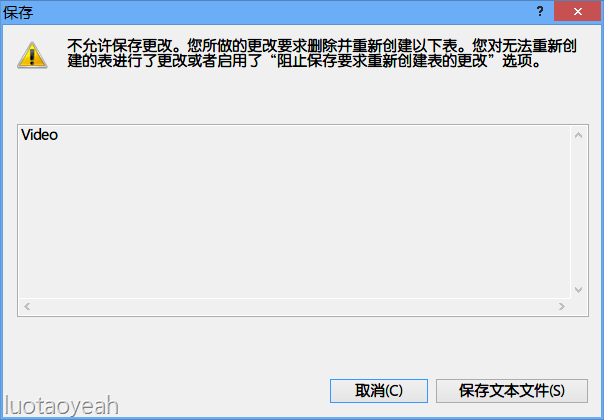 保存
?
不允许保存更改。您所做的更改要求删除并重新创建以下表。您对无法重新创
建的表进行了更改或者启用了“阻止保存要求重新创建表的更改”选项。
Video
取消(C)
保存文本文件(S)
luotaoyeah